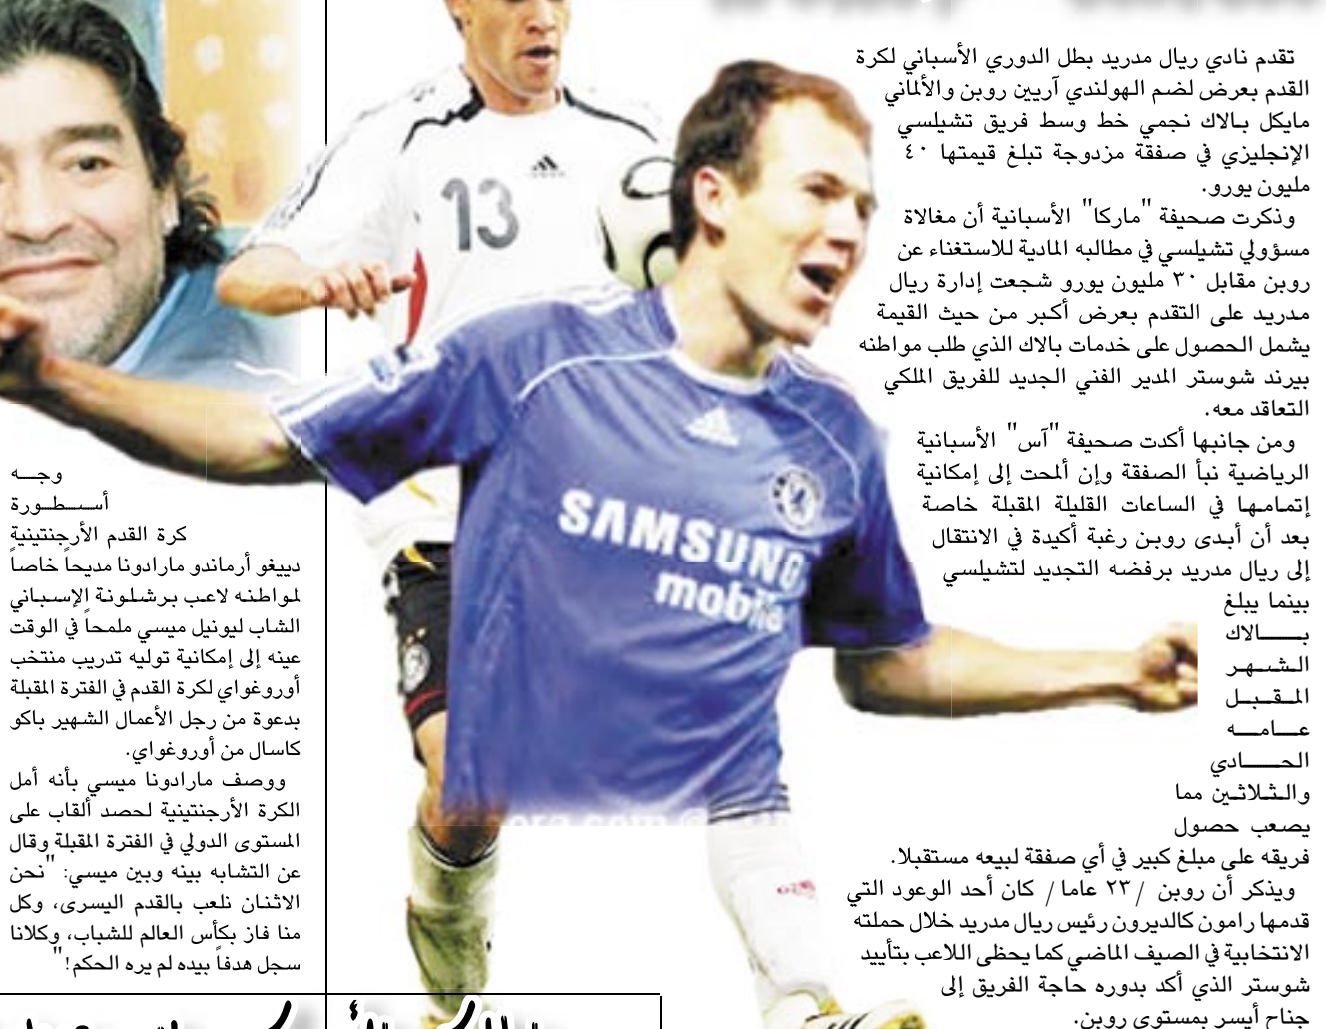 تقدم نادي ريال مدريد بطل الدوري الأسباني لكرة
القدم بعرض لضم الهولندي آريين روبن والألماني
مايكل بالاك نجمي خط وسط فريق تشيلسي
الإنجليزي في صفقة مزدوجة تبلغ قيمتها ٤٠
مليون يورو.
وذكرت صحيفة "ماركا" الأسبانية أن مغالاة
مسؤولي تشيلسي في مطالبه المادية للاستغناء عن
روبن مقابل ٣٠ مليون يورو شجعت إدارة ريال
مدريد على التقدم بعرض أكبر من حيث القيمة
يشمل الحصول على خدمات بالاك الذي طلب مواطنه
بيرند شوستر المدير الفني الجديد للفريق الملكي
التعاقد معه.
ومن جانبها أكدت صحيفة "آس" الأسبانية
الرياضية نبأ الصفقة وإن ألمحت إلى إمكانية
إتمامها في الساعات القليلة المقبلة خاصة
بعد أن أبدى روبن رغبة أكيدة في الانتقال
إلى ريال مدريد برفضه التجديد لتشيلسي
بينما يبلغ
بـــــالاك
الـشـهـر
المـقـبـل
عـــامـــه
الحـــــادي
والـثـلاثـين مما
يصعب حصول
فريقه على مبلغ كبير في أي صفقة لبيعه مستقبلا.
ويذكر أن روبن /٢٣ عاما/ كان أحد الوعود التي
قدمها رامون كالديرون رئيس ريال مدريد خلال حملته
الانتخابية في الصيف الماضي كما يحظى اللاعب بتأييد
شوستر الذي أكد بدوره حاجة الفريق إلى
جناح أيسر بمستوى روبن.
13
SAMSUNG
mobile
وجـــه
أســـطـــورة
كرة القدم الأرجنتينية
دييغو أرماندو مارادونا مديحاً خاصاً
لمواطنه لاعب برشلونة الإسباني
الشاب ليونيل ميسي ملمحاً في الوقت
عينه إلى إمكانية توليه تدريب منتخب
أوروغواي لكرة القدم في الفترة المقبلة
بدعوة من رجل الأعمال الشهير باكو
كاسال من أوروغواي.
ووصف مارادونا ميسي بأنه أمل
الكرة الأرجنتينية لحصد ألقاب على
المستوى الدولي في الفترة المقبلة وقال
عن التشابه بينه وبين ميسي: "نحن
الاثنان نلعب بالقدم اليسرى، وكل
منا فاز بكأس العالم للشباب، وكلانا
سجل هدفاً بيده لم يره الحكم!"